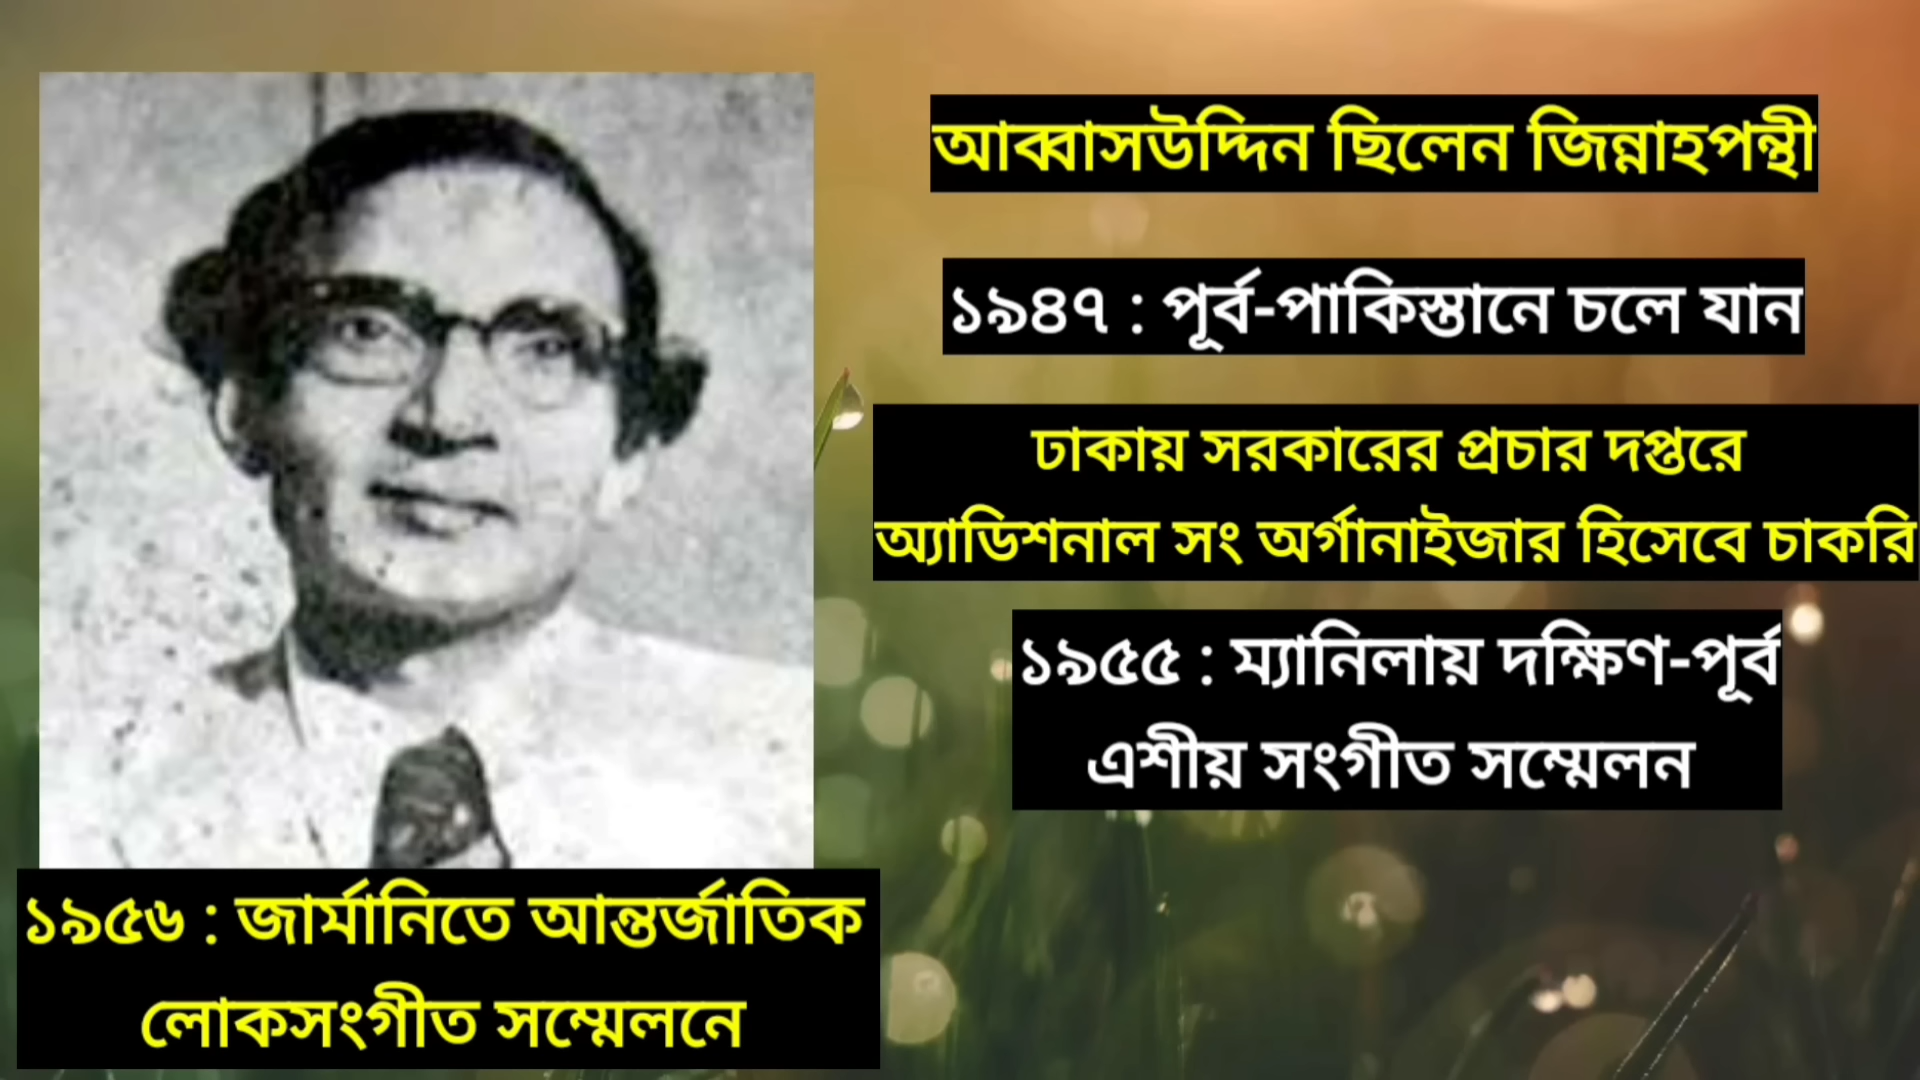 আব্বাসউদ্দিন ছিলেন জিন্নাহপন্থী
১৯৪৭ : পূর্ব-পাকিস্তানে চলে যান
ঢাকায় সরকারের প্রচার দপ্তরে
অ্যাডিশনাল সং অর্গানাইজার হিসেবে চাকরি
১৯৫৫ : ম্যানিলায় দক্ষিণ-পূর্ব
এশীয় সংগীত সম্মেলন
১৯৫৬ : জার্মানিতে আন্তর্জাতিক
লোকসংগীত সম্মেলনে